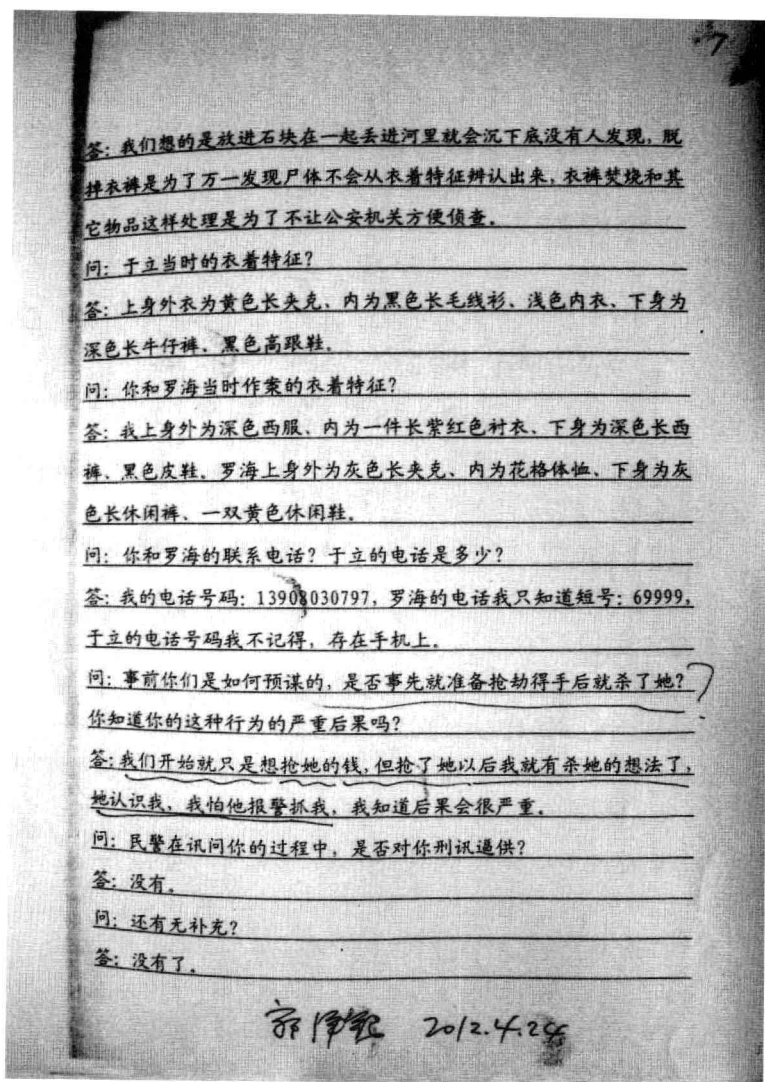 7
答：我们想的是放进石块在一起丢进河里就会沉下底没有人发现，脱
掉衣裤是为了万一发现尸体不会从衣着特征辨认出来，衣裤焚烧和其
它物品这样处理是为了不让公安机关方便侦查。
问：于立当时的衣着特征？
答：上身外衣为黄色长夹克、内为黑色长毛线衫、浅色内衣、下身为
深色长牛仔裤、黑色高跟鞋。
问：你和罗海当时作案的衣着特征？
答：我上身外为深色西服、内为一件长紫红色衬衣、下身为深色长西
裤、黑色皮鞋。罗海上身外为灰色长夹克、内为花格体恤、下身为灰
色长休闲裤、一双黄色休闲鞋。
问：你和罗海的联系电话？于立的电话是多少？
答：我的电话号码：13908030797，罗海的电话我只知道短号：69999，
于立的电话号码我不记得，存在手机上。
问：事前你们是如何预谋的，是否事先就准备抢劫得手后就杀了她？
你知道你的这种行为的严重后果吗？
答：我们开始就只是想抢她的钱，但抢了她以后我就有杀她的想法了，
她认识我，我怕他报警抓我，我知道后果会很严重。
问：民警在讯问你的过程中，是否对你刑讯逼供？
答：没有。
问：还有无补充？
答：没有了。
2012.4.24